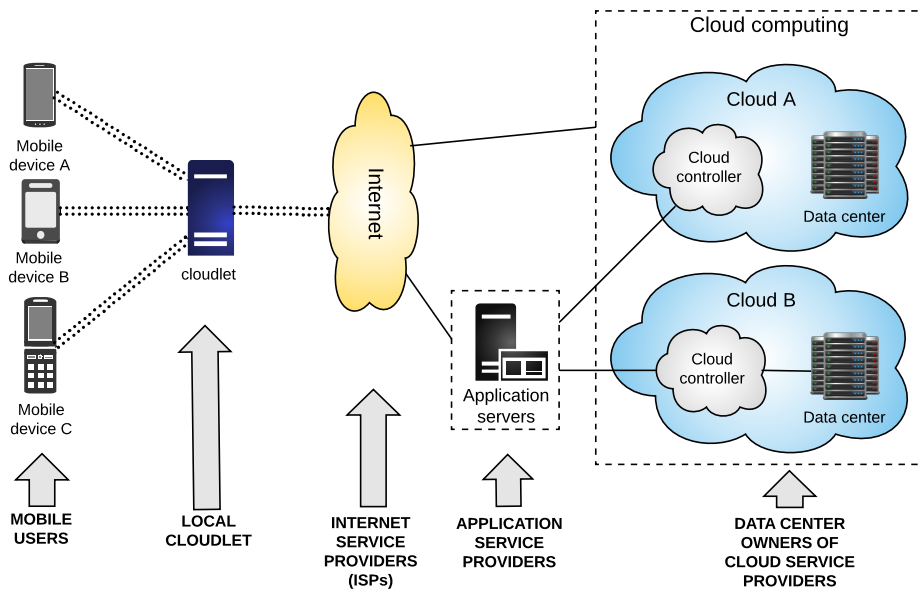 Cloud computing
Mobile
device A
Mobile
device B
Mobile
device C
cloudlet
Internet
Application
servers
Cloud A
Cloud
controller
Data center
Cloud B
Cloud
controller
Data center
MOBILE
USERS
LOCAL
CLOUDLET
INTERNET
SERVICE
PROVIDERS
(ISPs)
APPLICATION
SERVICE
PROVIDERS
DATA CENTER
OWNERS OF
CLOUD SERVICE
PROVIDERS